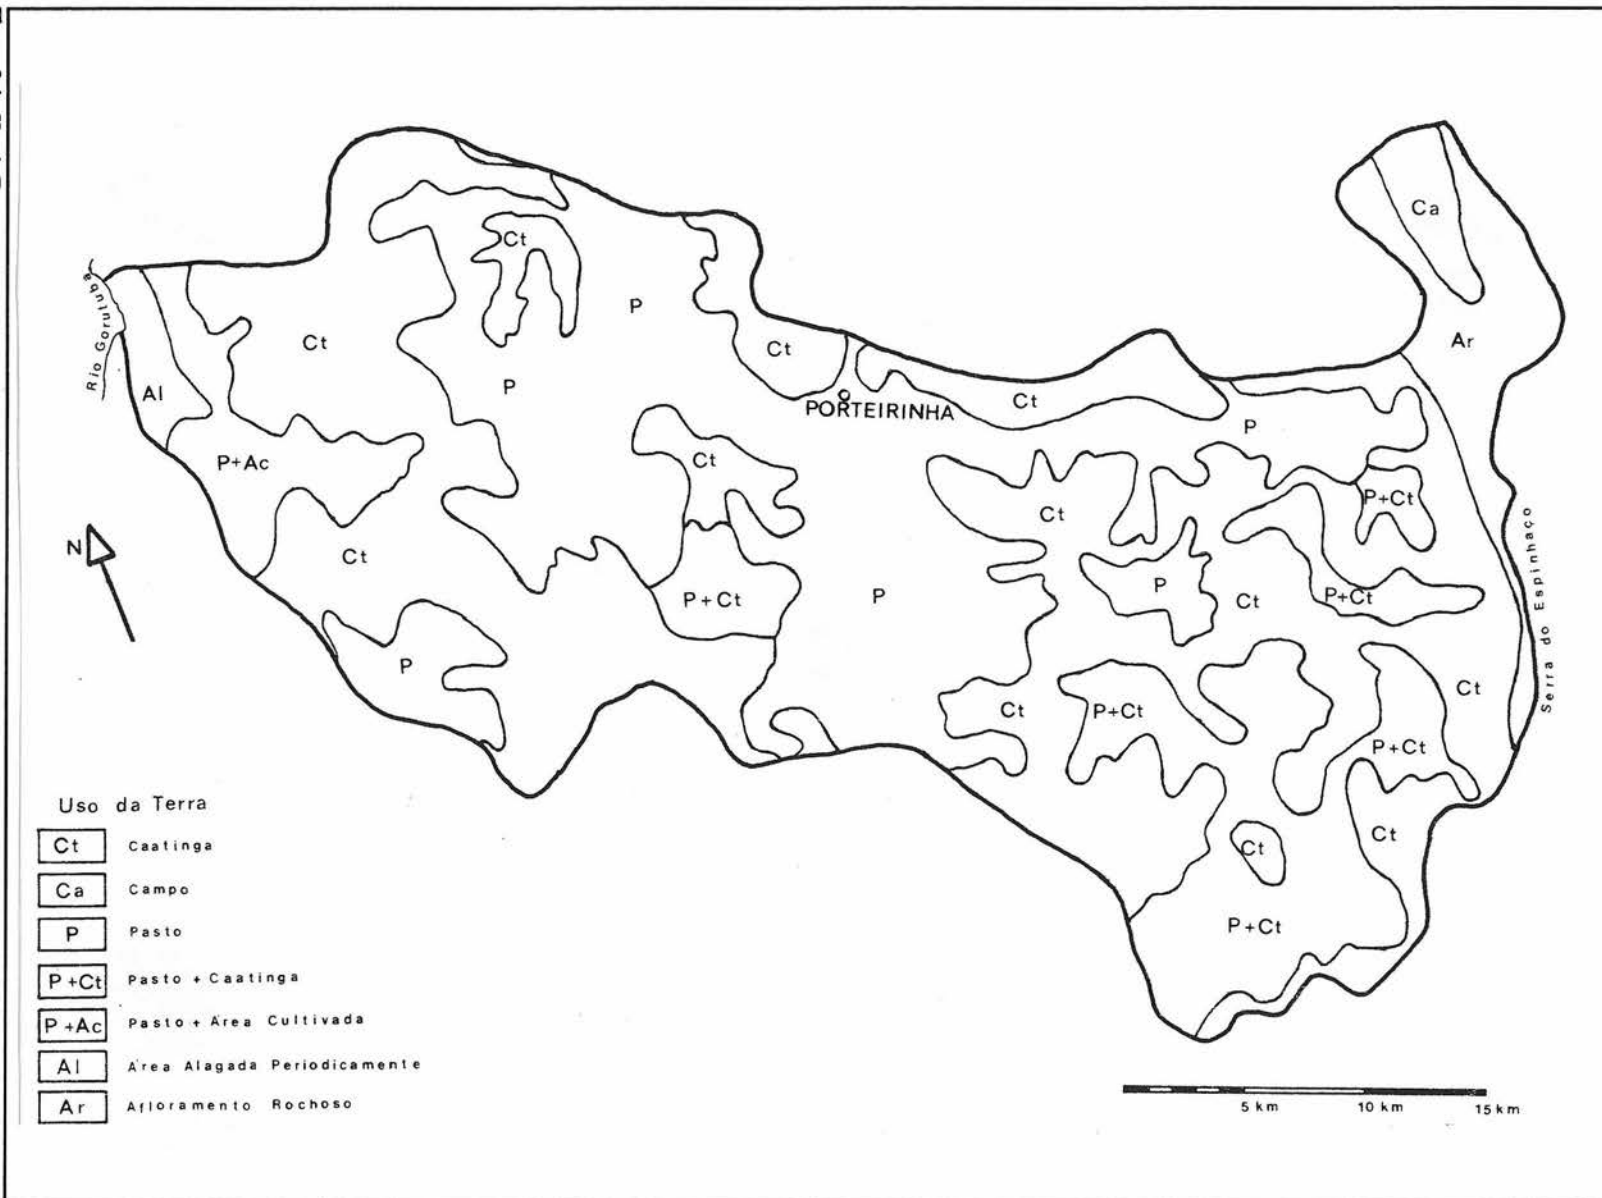 Ca
Ct
P
Ar
Ct
Ct
Rio Gorutuba
Al
P
PORTEIRINHA
Ct
P
P+Ac
Ct
P+Ct
Ct
N
Ct
P+Ct
P
P
Ct
P+Ct
Serra do Espinhaço
P
Ct
P+Ct
Ct
P+Ct
Ct
Ct
P+Ct
Uso da Terra
Ct Caatinga
Ca Campo
P Pasto
P+Ct Pasto + Caatinga
P+Ac Pasto + Área Cultivada
Al Área Alagada Periodicamente
Ar Afloramento Rochoso
5 km 10 km 15 km